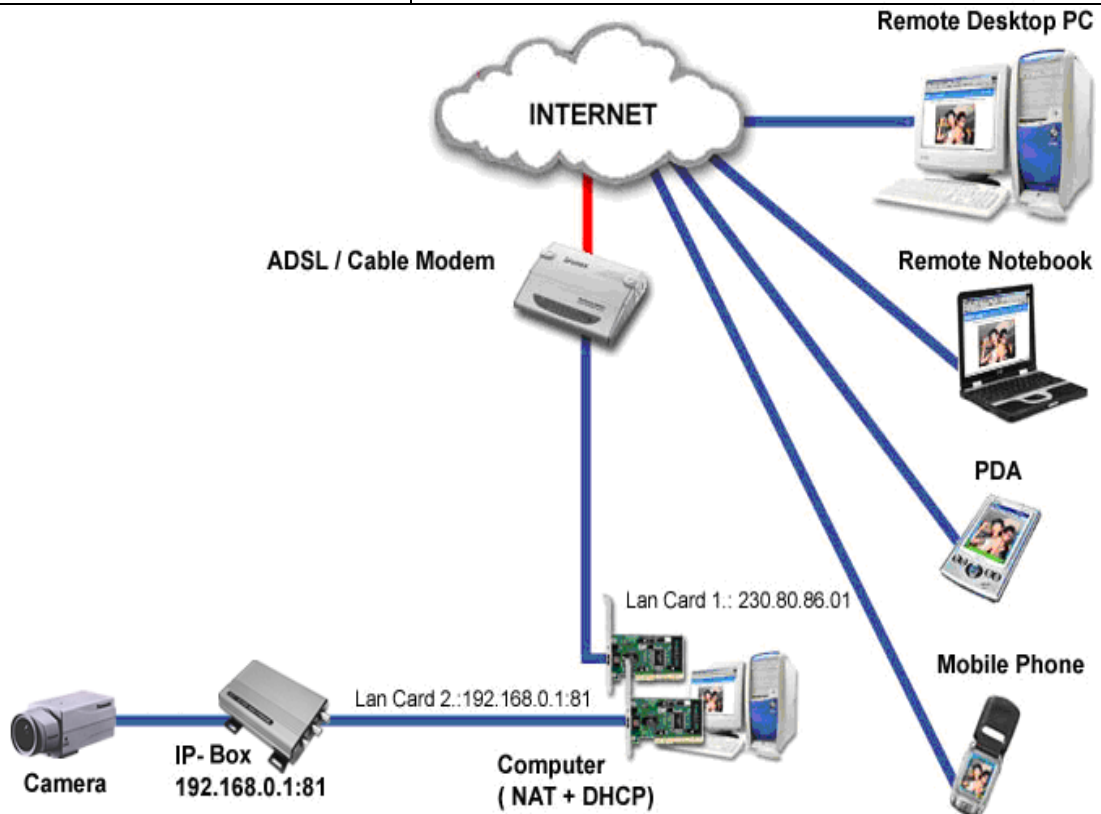 Remote Desktop PC
INTERNET
ADSL / Cable Modem
Remote Notebook
PDA
Lan Card 1.: 230.80.86.01
Mobile Phone
Lan Card 2.:192.168.0.1:81
IP- Box
192.168.0.1:81
Camera
Computer
( NAT + DHCP)